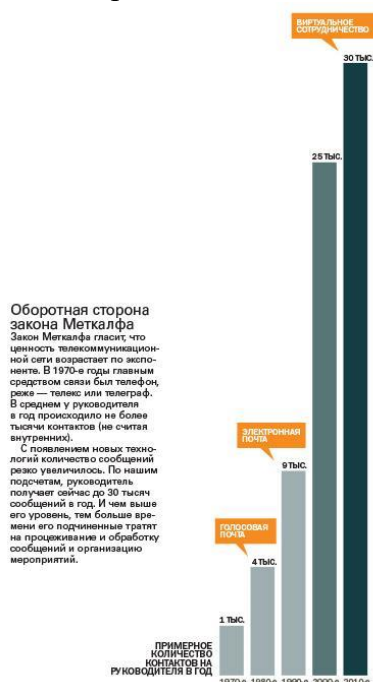 ВИРТУАЛЬНОЕ
СОТРУДНИЧЕСТВО
30 ТЫС.
25 ТЫС.
Оборотная сторона
закона Меткалфа
Закон Меткалфа гласит, что
ценность телекоммуникацион-
ной сети возрастает по экспо-
ненте. В 1970-е годы главным
средством связи был телефон,
реже — телекс или телеграф.
В среднем у руководителя
в год происходило не более
тысячи контактов (не считая
внутренних).
С появлением новых техно-
логий количество сообщений
резко увеличилось. По нашим
подсчетам, руководитель
получает сейчас до 30 тысяч
сообщений в год. И чем выше
его уровень, тем больше вре-
мени его подчиненные тратят
на процеживание и обработку
сообщений и организацию
мероприятий.
ЭЛЕКТРОННАЯ
ПОЧТА
9 ТЫС.
ГОЛОСОВАЯ
ПОЧТА
4 ТЫС.
1 ТЫС.
ПРИМЕРНОЕ
КОЛИЧЕСТВО
КОНТАКТОВ НА
РУКОВОДИТЕЛЯ В ГОД
1970-е 1980-е 1990-е 2000-е 2010-е